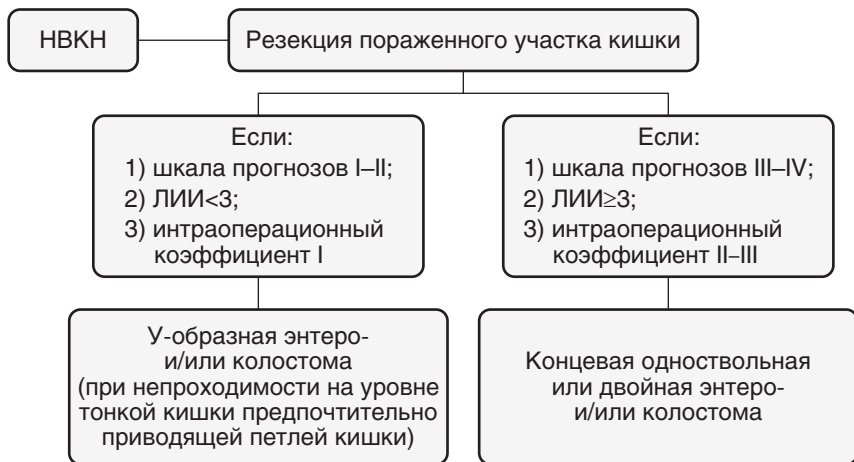 НВКН
Резекция пораженного участка кишки
Если:
1) шкала прогнозов I–II;
2) ЛИИ<3;
3) интраоперационный
коэффициент I
Если:
1) шкала прогнозов III–IV;
2) ЛИИ≥3;
3) интраоперационный
коэффициент II–III
У-образная энтеро-
и/или колостома
(при непроходимости на уровне
тонкой кишки предпочтительно
приводящей петлей кишки)
Концевая одноствольная
или двойная энтеро-
и/или колостома